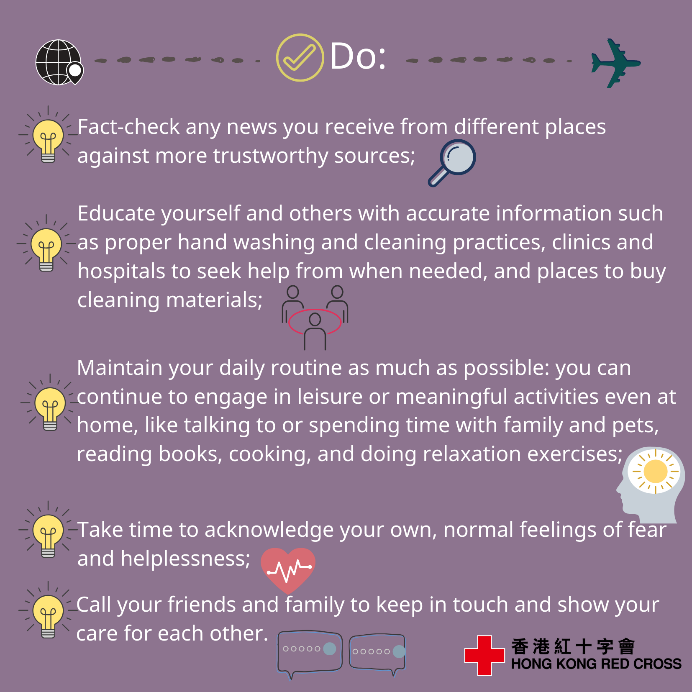 Do:
Fact-check any news you receive from different places
against more trustworthy sources;
Educate yourself and others with accurate information such
as proper hand washing and cleaning practices, clinics and
hospitals to seek help from when needed, and places to buy
cleaning materials;
Maintain your daily routine as much as possible: you can
continue to engage in leisure or meaningful activities even at
home, like talking to or spending time with family and pets,
reading books, cooking, and doing relaxation exercises;
Take time to acknowledge your own, normal feelings of fear
and helplessness;
Call your friends and family to keep in touch and show your
care for each other.
香港紅十字會
HONG KONG RED CROSS